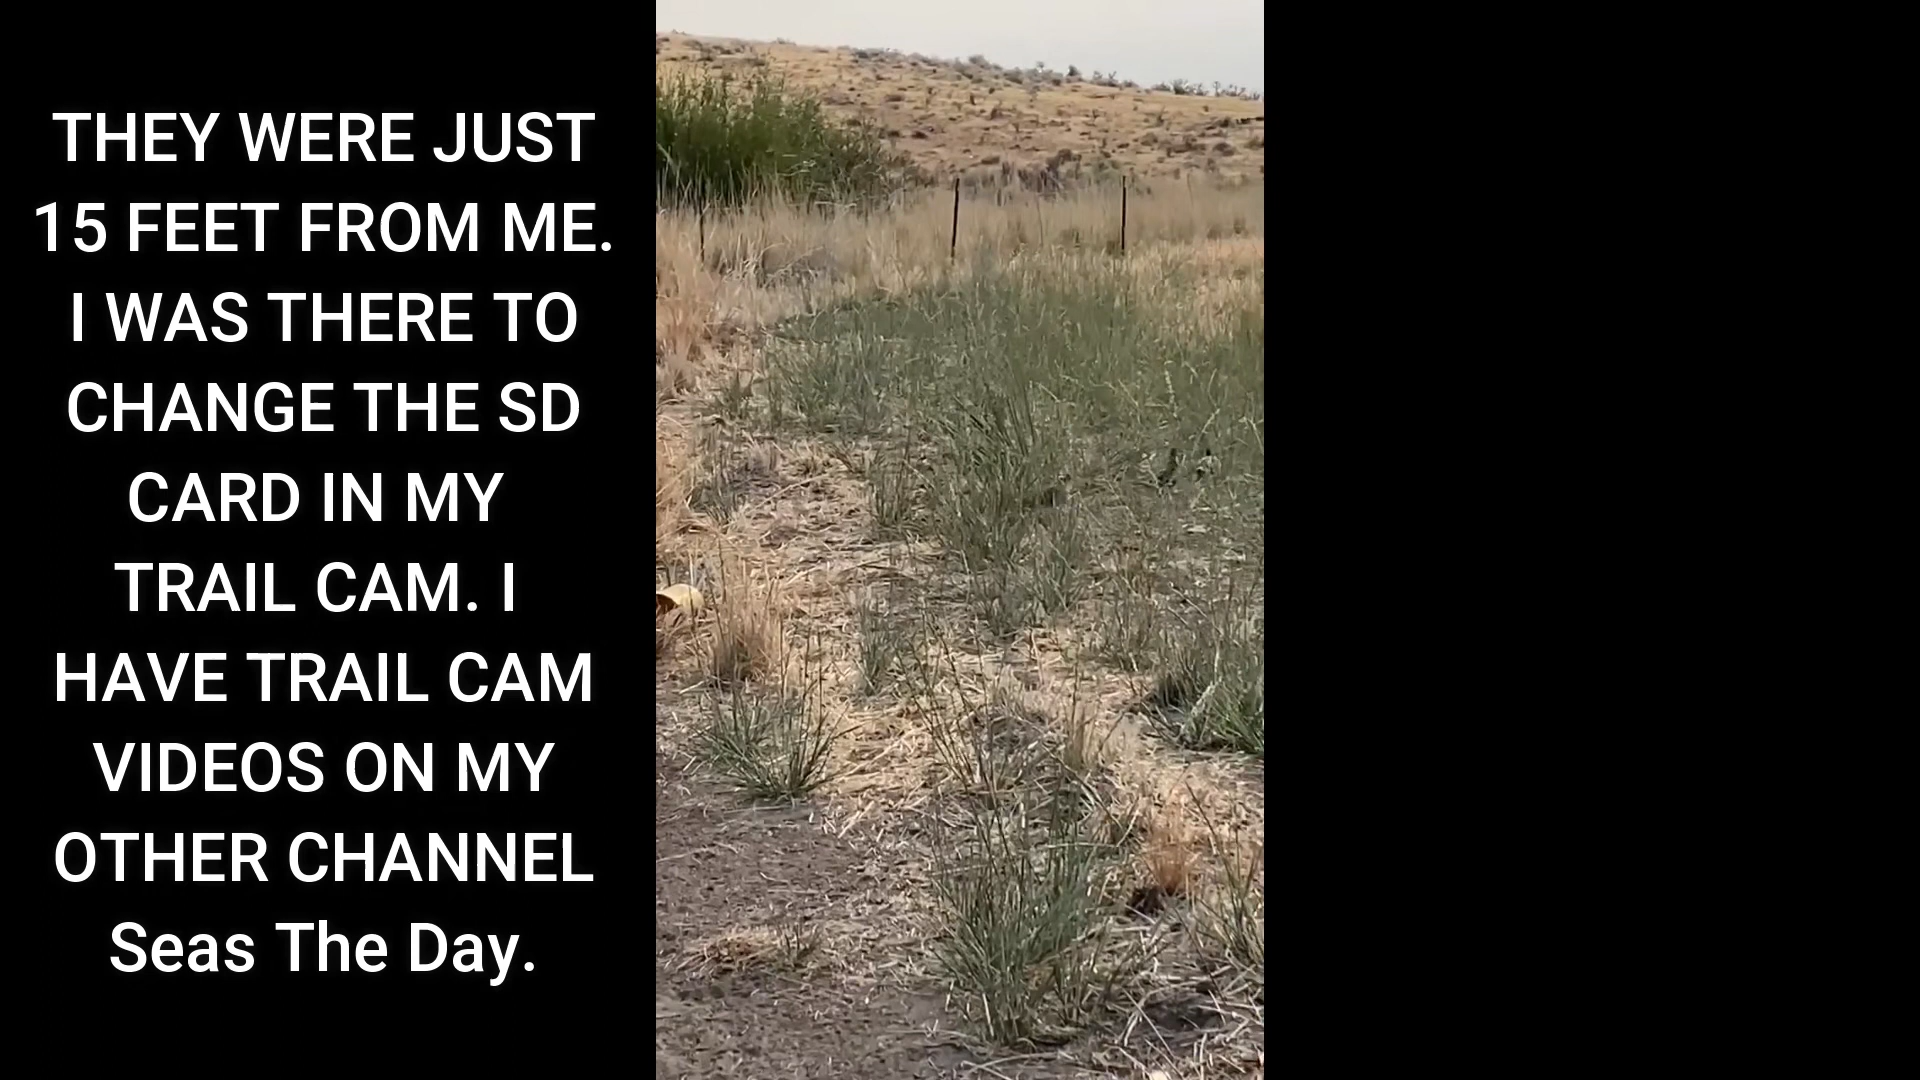 THEY WERE JUST
15 FEET FROM ME.
I WAS THERE TO
CHANGE THE SD
CARD IN MY
TRAIL CAM. I
HAVE TRAIL CAM
VIDEOS ON MY
OTHER CHANNEL
Seas The Day.